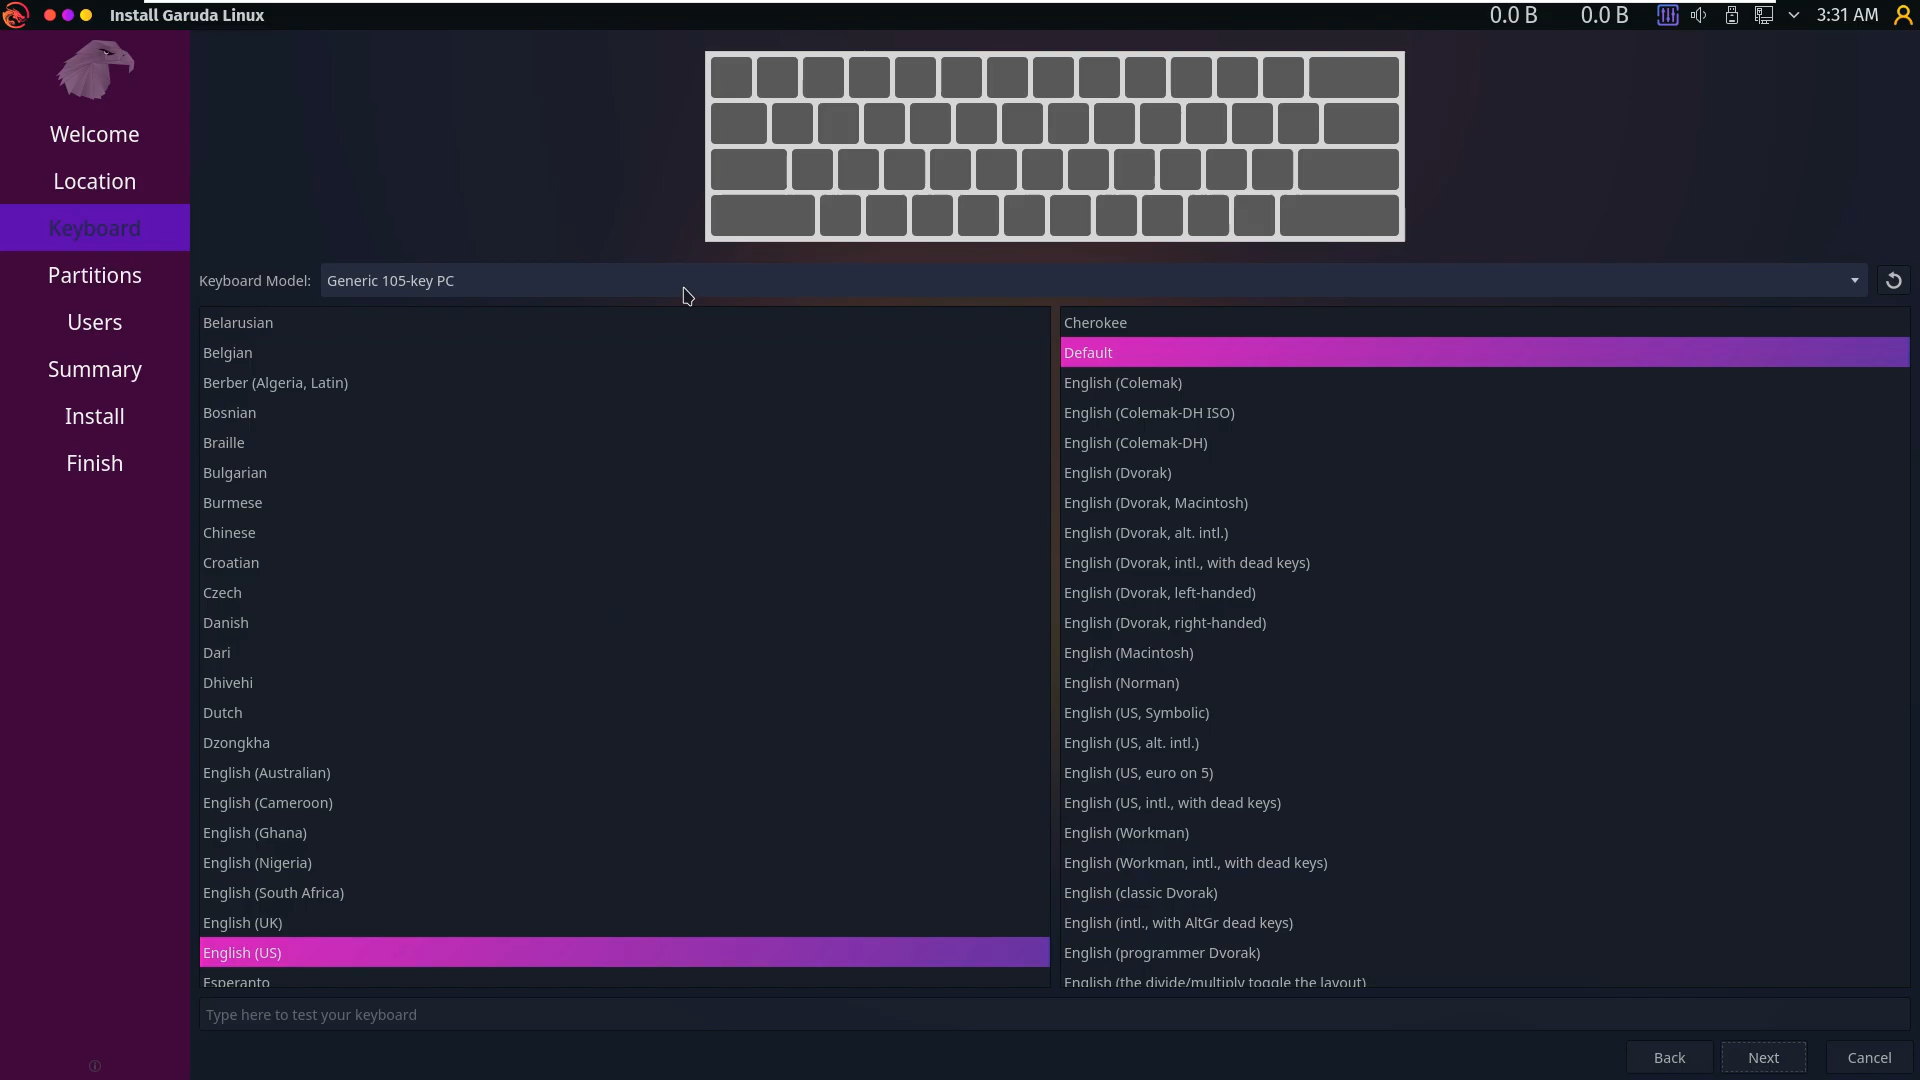 Install Garuda Linux
0.0 B
0.0 B
3:31 AM
Welcome
Location
Keyboard
Partitions
Users
Summary
Install
Finish
Keyboard Model:
Generic 105-key PC
Belarusian
Belgian
Berber (Algeria, Latin)
Bosnian
Braille
Bulgarian
Burmese
Chinese
Croatian
Czech
Danish
Dari
Dhivehi
Dutch
Dzongkha
English (Australian)
English (Cameroon)
English (Ghana)
English (Nigeria)
English (South Africa)
English (UK)
English (US)
Esperanto
Cherokee
Default
English (Colemak)
English (Colemak-DH ISO)
English (Colemak-DH)
English (Dvorak)
English (Dvorak, Macintosh)
English (Dvorak, alt. intl.)
English (Dvorak, intl., with dead keys)
English (Dvorak, left-handed)
English (Dvorak, right-handed)
English (Macintosh)
English (Norman)
English (US, Symbolic)
English (US, alt. intl.)
English (US, euro on 5)
English (US, intl., with dead keys)
English (Workman)
English (Workman, intl., with dead keys)
English (classic Dvorak)
English (intl., with AltGr dead keys)
English (programmer Dvorak)
English (the divide/multiply toggle the layout)
Type here to test your keyboard
Back
Next
Cancel